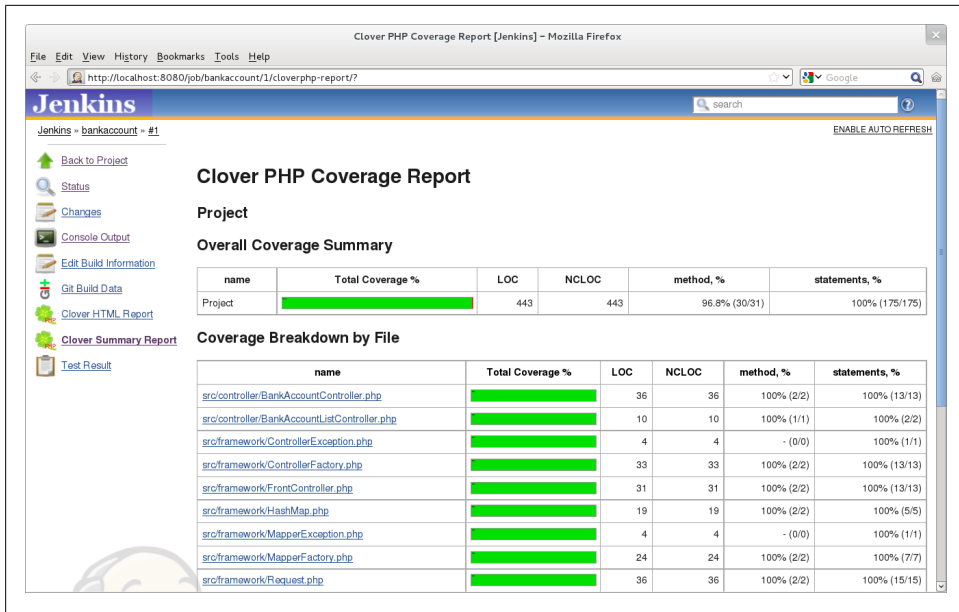 Clover PHP Coverage Report [Jenkins] – Mozilla Firefox
File Edit View History Bookmarks Tools Help
http://localhost:8080/job/bankaccount/1/cloverphp-report/? Google
Jenkins search
Jenkins » bankaccount » #1 ENABLE AUTO REFRESH
Back to Project
Status
Changes
Console Output
Edit Build Information
Git Build Data
Clover HTML Report
Clover Summary Report
Test Result
Clover PHP Coverage Report
Project
Overall Coverage Summary
name Total Coverage % LOC NCLOC method, % statements, %
Project 443 443 96.8% (30/31) 100% (175/175)
Coverage Breakdown by File
name Total Coverage % LOC NCLOC method, % statements, %
src/controller/BankAccountController.php 36 36 100% (2/2) 100% (13/13)
src/controller/BankAccountListController.php 10 10 100% (1/1) 100% (2/2)
src/framework/ControllerException.php 4 4 - (0/0) 100% (1/1)
src/framework/ControllerFactory.php 33 33 100% (2/2) 100% (13/13)
src/framework/FrontController.php 31 31 100% (2/2) 100% (13/13)
src/framework/HashMap.php 19 19 100% (2/2) 100% (5/5)
src/framework/MapperException.php 4 4 - (0/0) 100% (1/1)
src/framework/MapperFactory.php 24 24 100% (2/2) 100% (7/7)
src/framework/Request.php 36 36 100% (2/2) 100% (15/15)